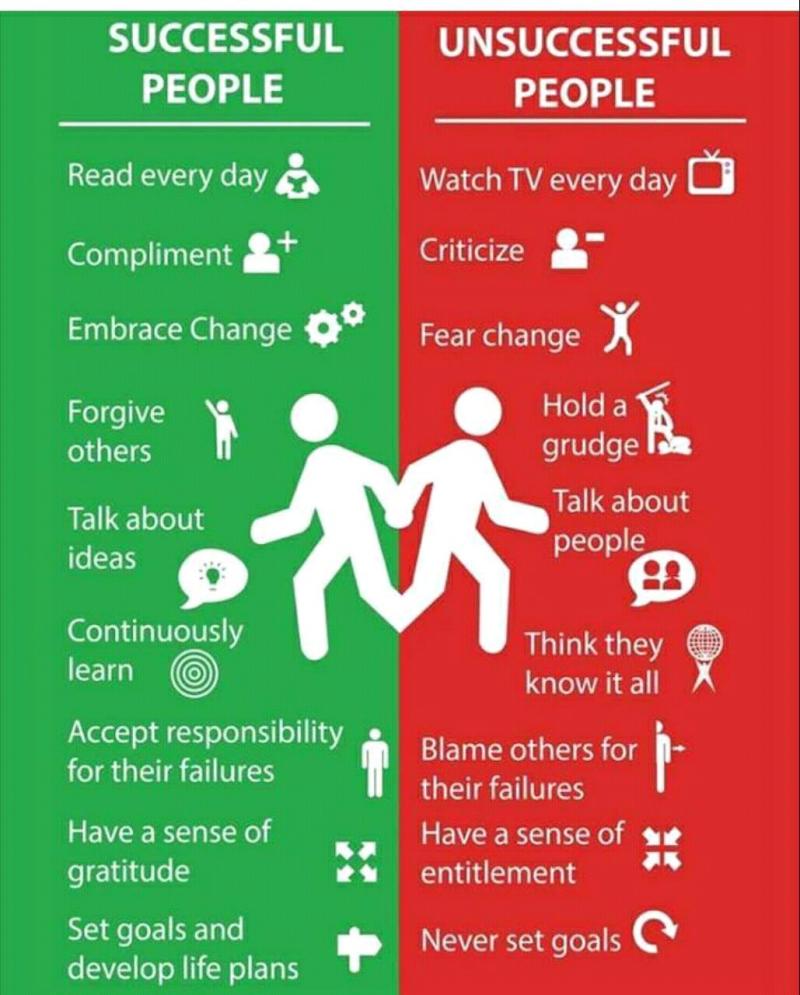 SUCCESSFUL
PEOPLE
Read every day
Compliment
Embrace Change
Forgive
others
Talk about
ideas
Continuously
learn
Accept responsibility
for their failures
Have a sense of
gratitude
Set goals and
develop life plans
UNSUCCESSFUL
PEOPLE
Watch TV every day
Criticize
Fear change
Hold a
grudge
Talk about
people
Think they
know it all
Blame others for
their failures
Have a sense of
entitlement
Never set goals